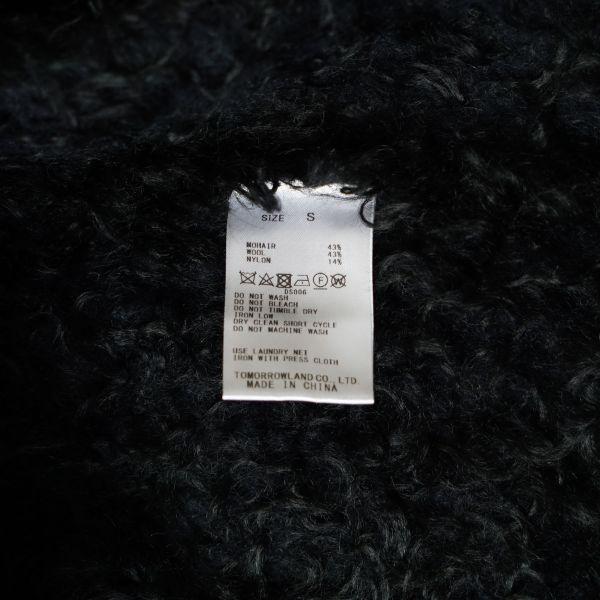 SIZE S
MOHAIR 43%
WOOL 43%
NYLON 14%
DS006
DO NOT WASH
DO NOT BLEACH
DO NOT TUMBLE DRY
IRON LOW
DRY CLEAN SHORT CYCLE
DO NOT MACHINE WASH
USE LAUNDRY NET
IRON WITH PRESS CLOTH
TOMORROWLAND CO., LTD.
MADE IN CHINA